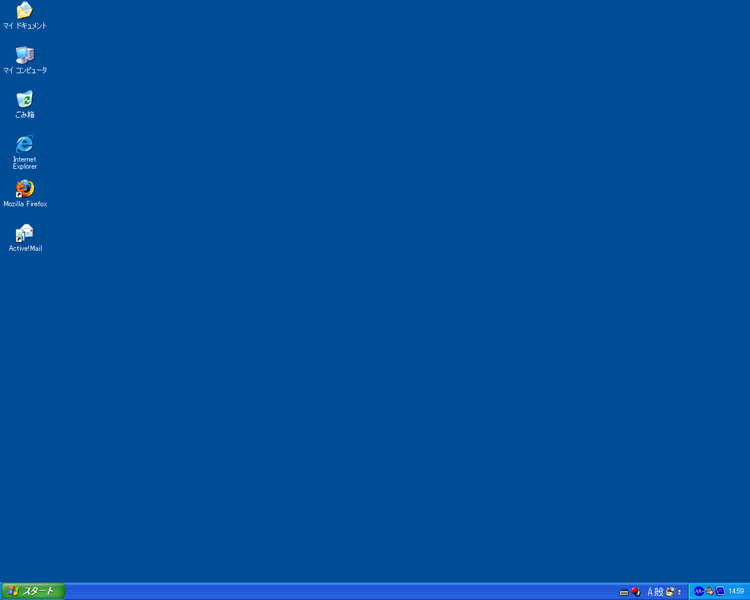 マイ ドキュメント
マイ コンピュータ
ごみ箱
Internet
Explorer
Mozilla Firefox
Active!Mail
スタート
A 般
14:59